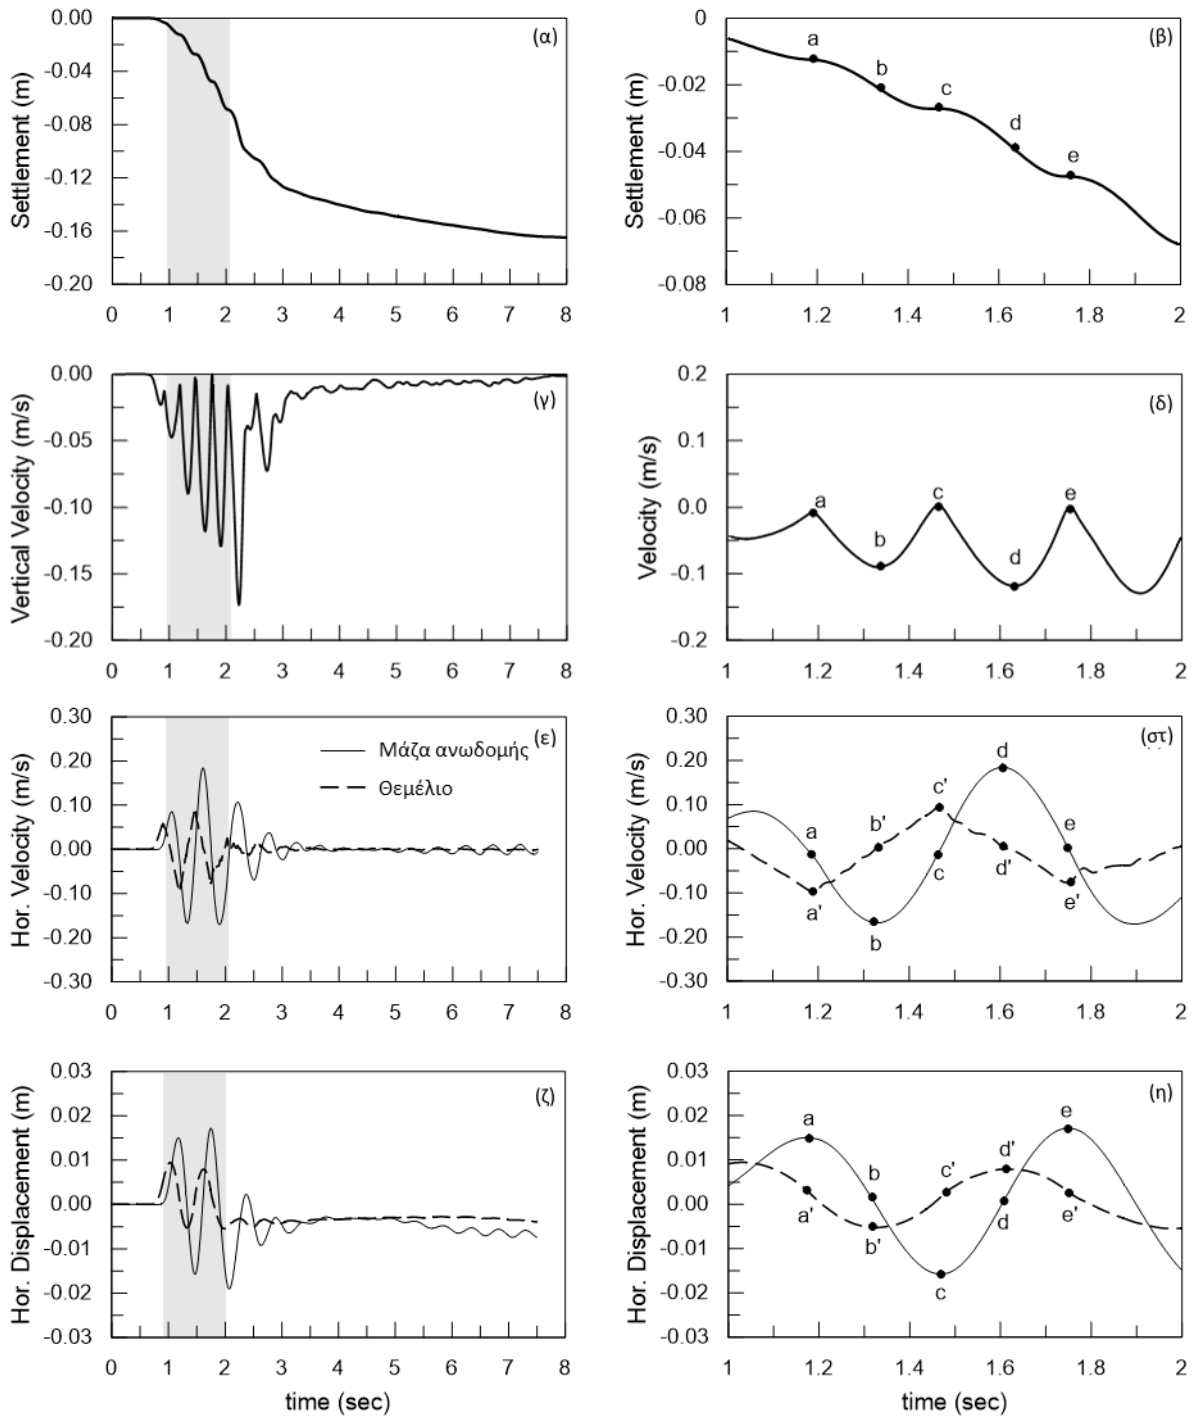 0.00
-0.04
-0.08
-0.12
-0.16
-0.20
Settlement (m)
(α)
0 1 2 3 4 5 6 7 8
0
-0.02
-0.04
-0.06
-0.08
Settlement (m)
(β)
a
b
c
d
e
1 1.2 1.4 1.6 1.8 2
0.00
-0.05
-0.10
-0.15
-0.20
Vertical Velocity (m/s)
(γ)
0 1 2 3 4 5 6 7 8
0.2
0.1
0.0
-0.1
-0.2
Velocity (m/s)
(δ)
a
b
c
d
e
1 1.2 1.4 1.6 1.8 2
0.30
0.20
0.10
0.00
-0.10
-0.20
-0.30
Hor. Velocity (m/s)
(ε)
Μάζα ανωδομής
Θεμέλιο
0 1 2 3 4 5 6 7 8
0.30
0.20
0.10
0.00
-0.10
-0.20
-0.30
Hor. Velocity (m/s)
(στ)
a
b
c
d
e
a'
b'
c'
d'
e'
1 1.2 1.4 1.6 1.8 2
0.03
0.02
0.01
0.00
-0.01
-0.02
-0.03
Hor. Displacement (m)
(ζ)
0 1 2 3 4 5 6 7 8
time (sec)
0.03
0.02
0.01
0.00
-0.01
-0.02
-0.03
Hor. Displacement (m)
(η)
a
b
c
d
e
a'
b'
c'
d'
e'
1 1.2 1.4 1.6 1.8 2
time (sec)